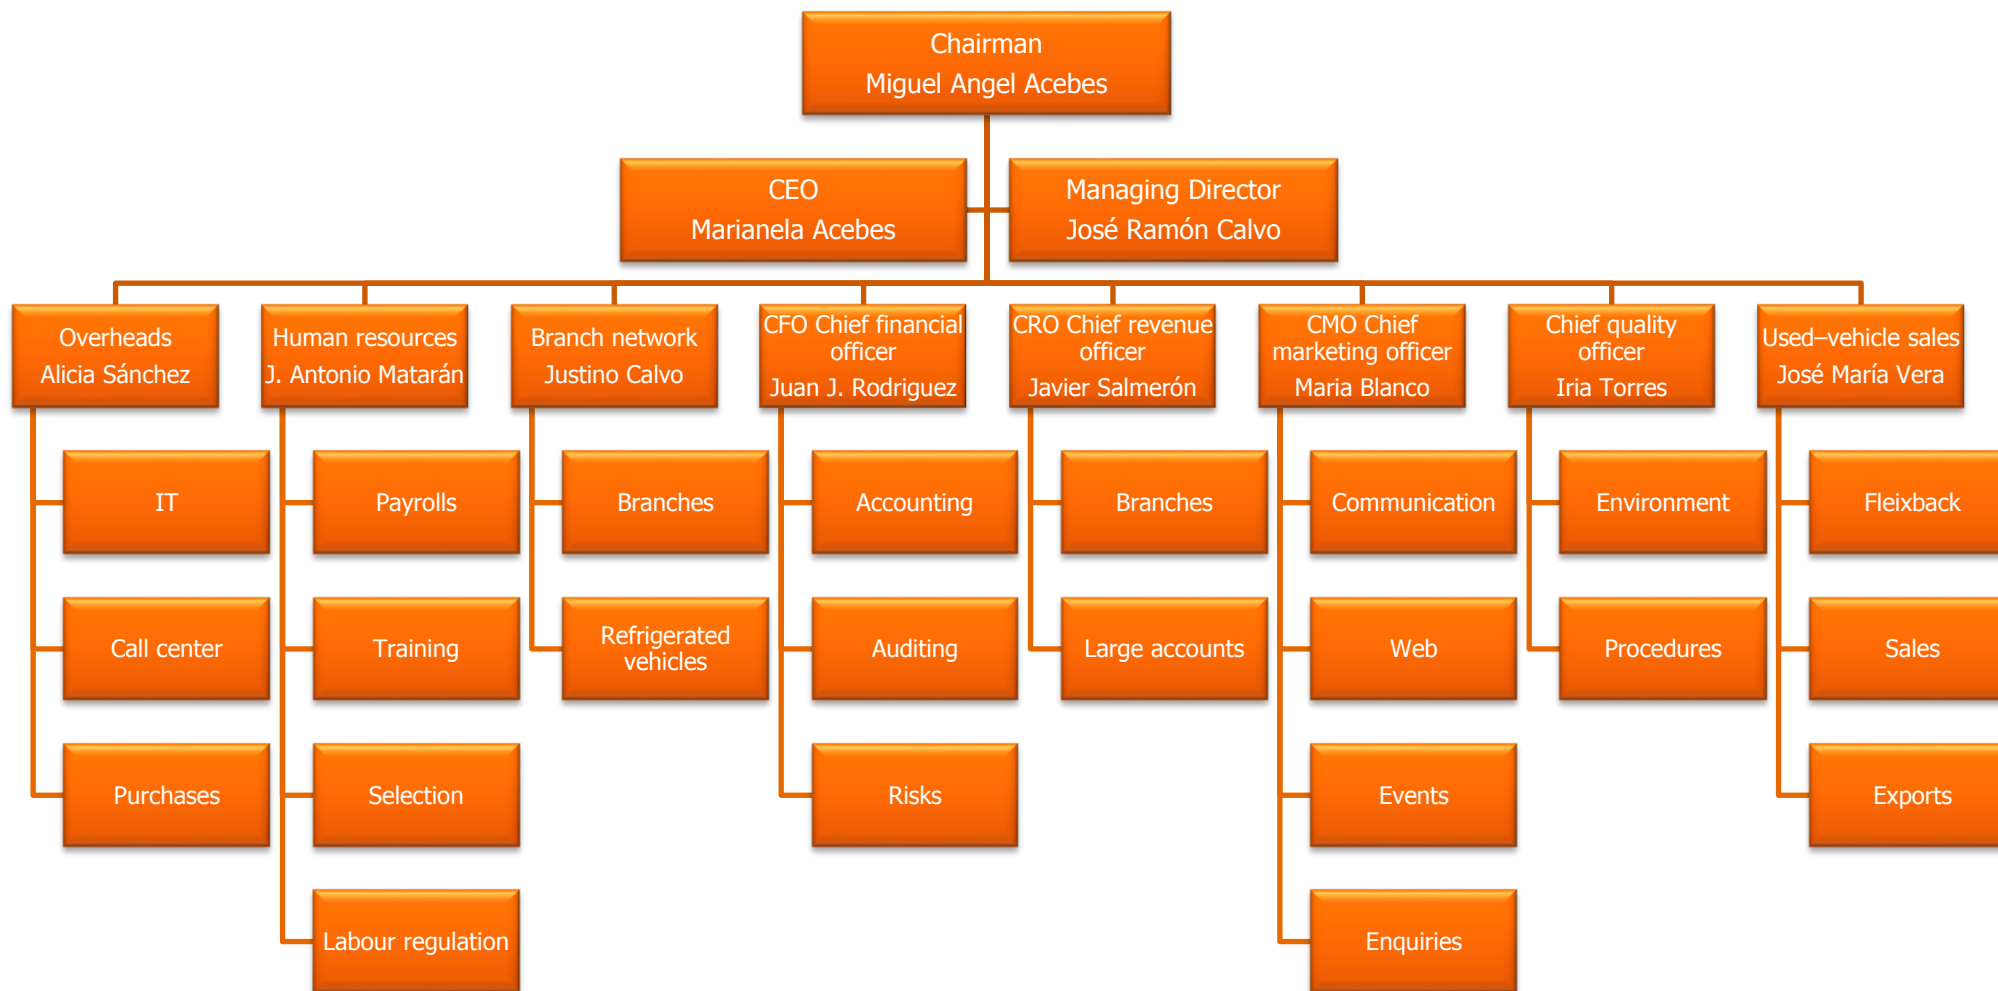 Chairman
Miguel Angel Acebes
CEO
Marianela Acebes
Managing Director
José Ramón Calvo
Overheads
Alicia Sánchez
Human resources
J. Antonio Matarán
Branch network
Justino Calvo
CFO Chief financial
officer
Juan J. Rodriguez
CRO Chief revenue
officer
Javier Salmerón
CMO Chief
marketing officer
Maria Blanco
Chief quality
officer
Iria Torres
Used–vehicle sales
José María Vera
IT
Call center
Purchases
Payrolls
Training
Selection
Labour regulation
Branches
Refrigerated
vehicles
Accounting
Auditing
Risks
Branches
Large accounts
Communication
Web
Events
Enquiries
Environment
Procedures
Fleixback
Sales
Exports